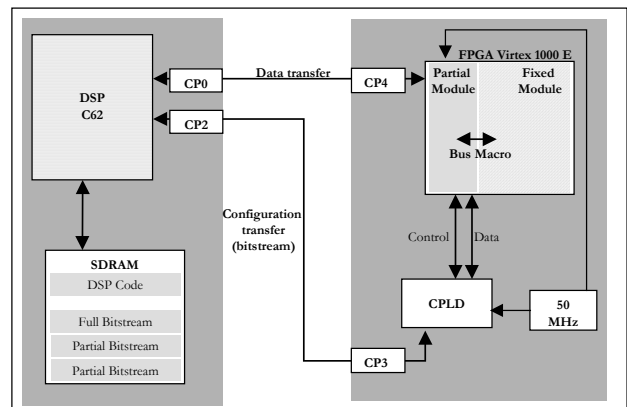 DSP
C62
CP0
Data transfer
CP4
CP2
FPGA Virtex 1000 E
Partial
Module
Fixed
Module
Bus Macro
Configuration
transfer
(bitstream)
Control
Data
SDRAM
DSP Code
Full Bitstream
Partial Bitstream
Partial Bitstream
CPLD
50
MHz
CP3